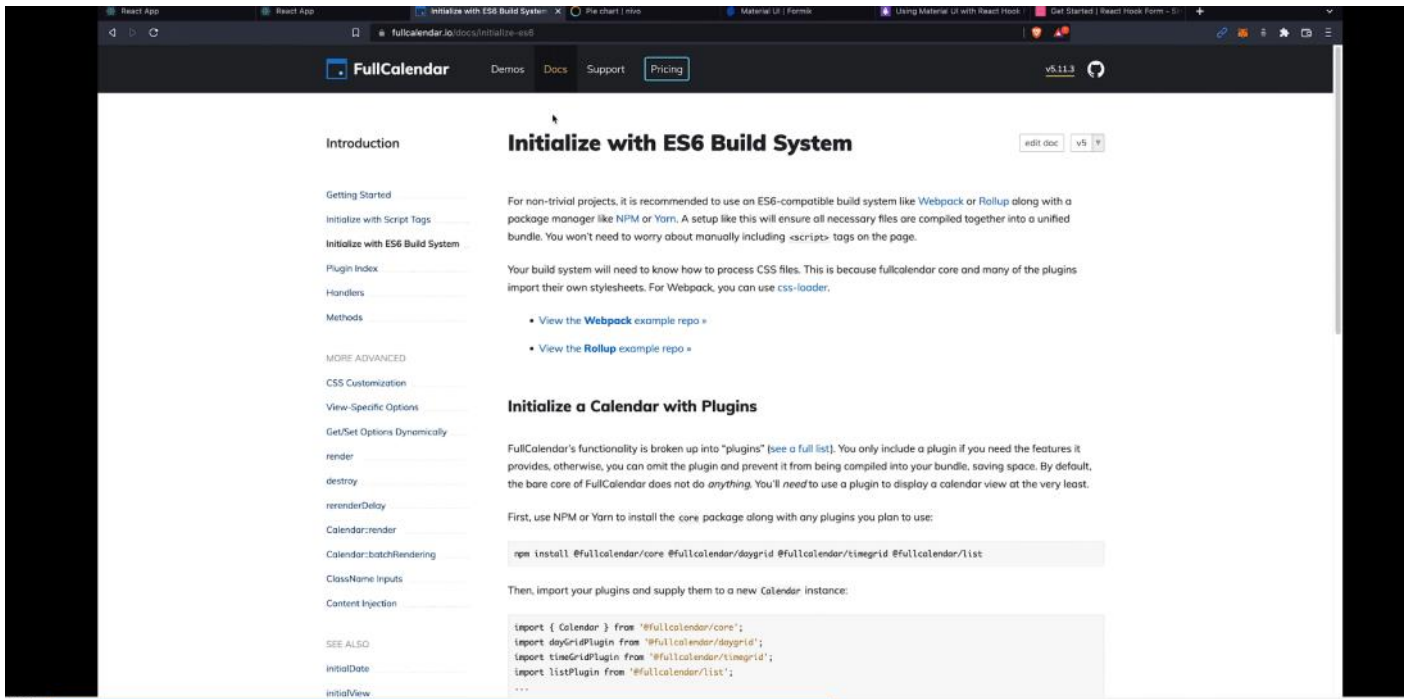 React App
React App
Initialize with ES6 Build System
Pie chart | nivo
Material UI | Formik
Using Material UI with React Hook
Get Started | React Hook Form - Si
fullcalendar.io/docs/initialize-es6
FullCalendar
Demos
Docs
Support
Pricing
v5.11.3
Introduction
Getting Started
Initialize with Script Tags
Initialize with ES6 Build System
Plugin Index
Handlers
Methods
MORE ADVANCED
CSS Customization
View-Specific Options
Get/Set Options Dynamically
render
destroy
rerenderDelay
Calendar::render
Calendar::batchRendering
ClassName Inputs
Content Injection
SEE ALSO
initialDate
initialView
Initialize with ES6 Build System
edit doc
v5
For non-trivial projects, it is recommended to use an ES6-compatible build system like Webpack or Rollup along with a
package manager like NPM or Yarn. A setup like this will ensure all necessary files are compiled together into a unified
bundle. You won't need to worry about manually including <script> tags on the page.
Your build system will need to know how to process CSS files. This is because fullcalendar core and many of the plugins
import their own stylesheets. For Webpack, you can use css-loader.
• View the Webpack example repo »
• View the Rollup example repo »
Initialize a Calendar with Plugins
FullCalendar's functionality is broken up into “plugins” (see a full list). You only include a plugin if you need the features it
provides, otherwise, you can omit the plugin and prevent it from being compiled into your bundle, saving space. By default,
the bare core of FullCalendar does not do anything. You'll need to use a plugin to display a calendar view at the very least.
First, use NPM or Yarn to install the core package along with any plugins you plan to use:
npm install @fullcalendar/core @fullcalendar/daygrid @fullcalendar/timegrid @fullcalendar/list
Then, import your plugins and supply them to a new Calendar instance:
import { Calendar } from '@fullcalendar/core';
import dayGridPlugin from '@fullcalendar/daygrid';
import timeGridPlugin from '@fullcalendar/timegrid';
import listPlugin from '@fullcalendar/list';
...